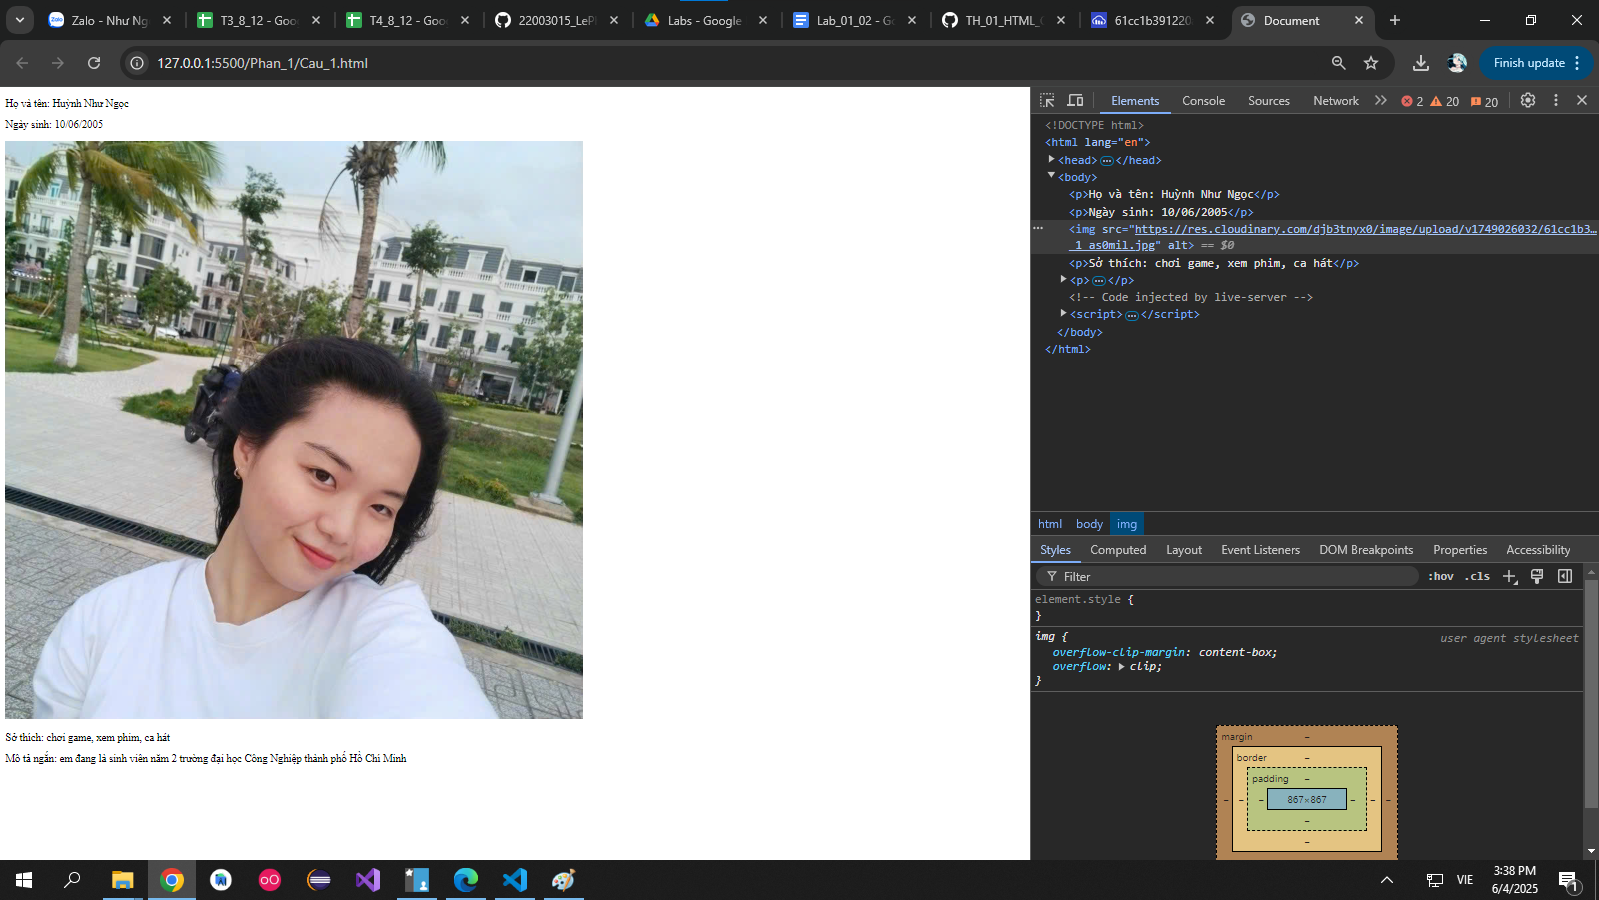 Zalo - Như Ng
T3_8_12 - Goo
T4_8_12 - Goo
22003015_LeP
Labs - Google
Lab_01_02 - Go
TH_01_HTML_
61cc1b391220
Document
127.0.0.1:5500/Phan_1/Cau_1.html
Finish update
Họ và tên: Huỳnh Như Ngọc
Ngày sinh: 10/06/2005
Sở thích: chơi game, xem phim, ca hát
Mô tả ngắn: em đang là sinh viên năm 2 trường đại học Công Nghiệp thành phố Hồ Chí Minh
Elements Console Sources Network 2 20 20
<!DOCTYPE html>
<html lang="en">
<head> </head>
<body>
<p>Họ và tên: Huỳnh Như Ngọc</p>
<p>Ngày sinh: 10/06/2005</p>
<img src="https://res.cloudinary.com/djb3tnyx0/image/upload/v1749026032/61cc1b3…
_1_as0mil.jpg" alt> == $0
<p>Sở thích: chơi game, xem phim, ca hát</p>
<p> </p>
<!-- Code injected by live-server -->
<script> </script>
</body>
</html>
html body img
Styles Computed Layout Event Listeners DOM Breakpoints Properties Accessibility
Filter :hov .cls
element.style {
}
img { user agent stylesheet
overflow-clip-margin: content-box;
overflow: clip;
}
margin -
border -
padding -
- - - 867×867 - - -
-
-
VIE
3:38 PM
6/4/2025
1